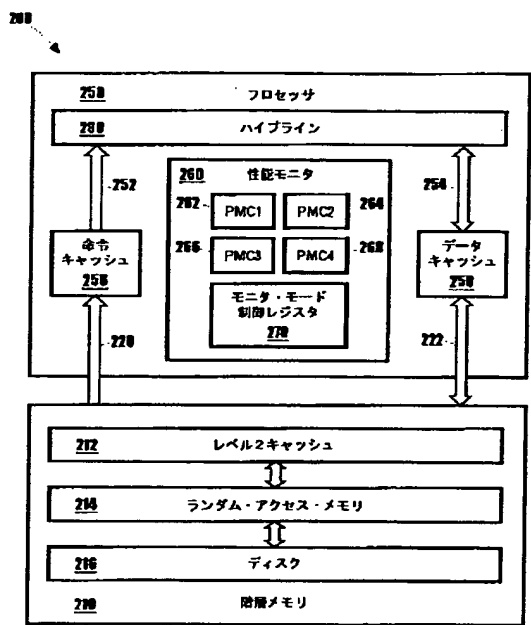 200
250 フロセッサ
280 ハイプライン
252
260 性能モニタ
254
262 PMC1 PMC2 264
266 PMC3 PMC4 268
命令
キャッシュ
256
モニタ・モード
制御レジスタ
270
データ
キャッシュ
258
220
222
212 レベル2キャッシュ
214 ランダム・アクセス・メモリ
216 ディスク
210 階層メモリ